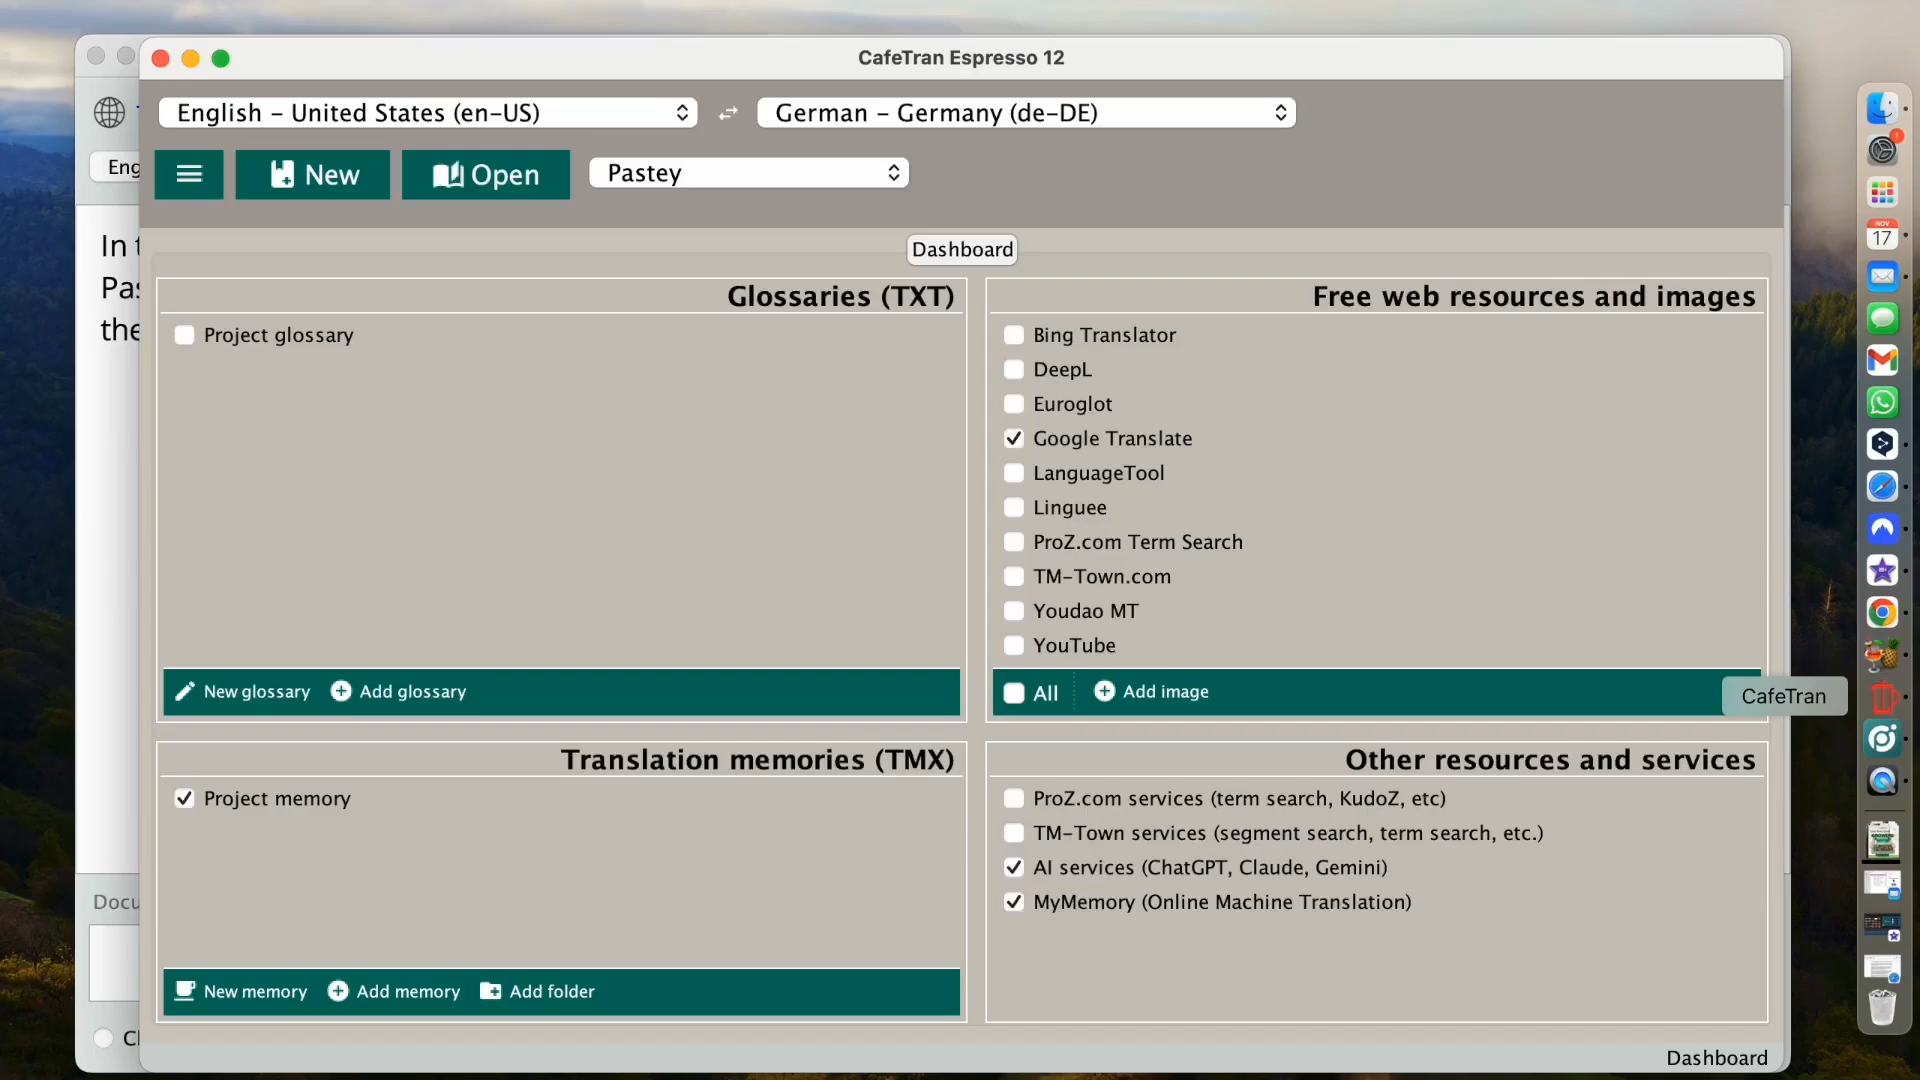 CafeTran Espresso 12
English – United States (en-US)
German – Germany (de-DE)
Eng
New
Open
Pastey
In t
Pas
the
Dashboard
Glossaries (TXT)
Project glossary
New glossary
Add glossary
Free web resources and images
Bing Translator
DeepL
Euroglot
Google Translate
LanguageTool
Linguee
ProZ.com Term Search
TM-Town.com
Youdao MT
YouTube
All
Add image
CafeTran
Translation memories (TMX)
Project memory
New memory
Add memory
Add folder
Other resources and services
ProZ.com services (term search, KudoZ, etc)
TM-Town services (segment search, term search, etc.)
AI services (ChatGPT, Claude, Gemini)
MyMemory (Online Machine Translation)
Docu
Dashboard
NOV
17
1